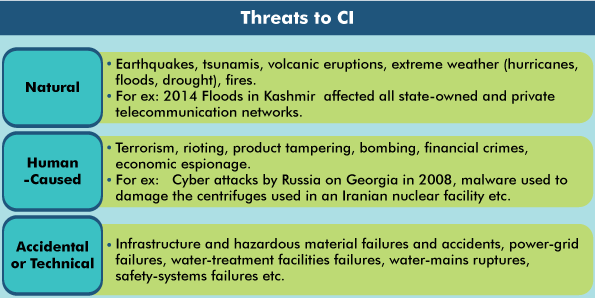 Threats to CI
Natural
• Earthquakes, tsunamis, volcanic eruptions, extreme weather (hurricanes,
floods, drought), fires.
• For ex: 2014 Floods in Kashmir affected all state-owned and private
telecommunication networks.
Human
-Caused
• Terrorism, rioting, product tampering, bombing, financial crimes,
economic espionage.
• For ex: Cyber attacks by Russia on Georgia in 2008, malware used to
damage the centrifuges used in an Iranian nuclear facility etc.
Accidental
or Technical
• Infrastructure and hazardous material failures and accidents, power-grid
failures, water-treatment facilities failures, water-mains ruptures,
safety-systems failures etc.